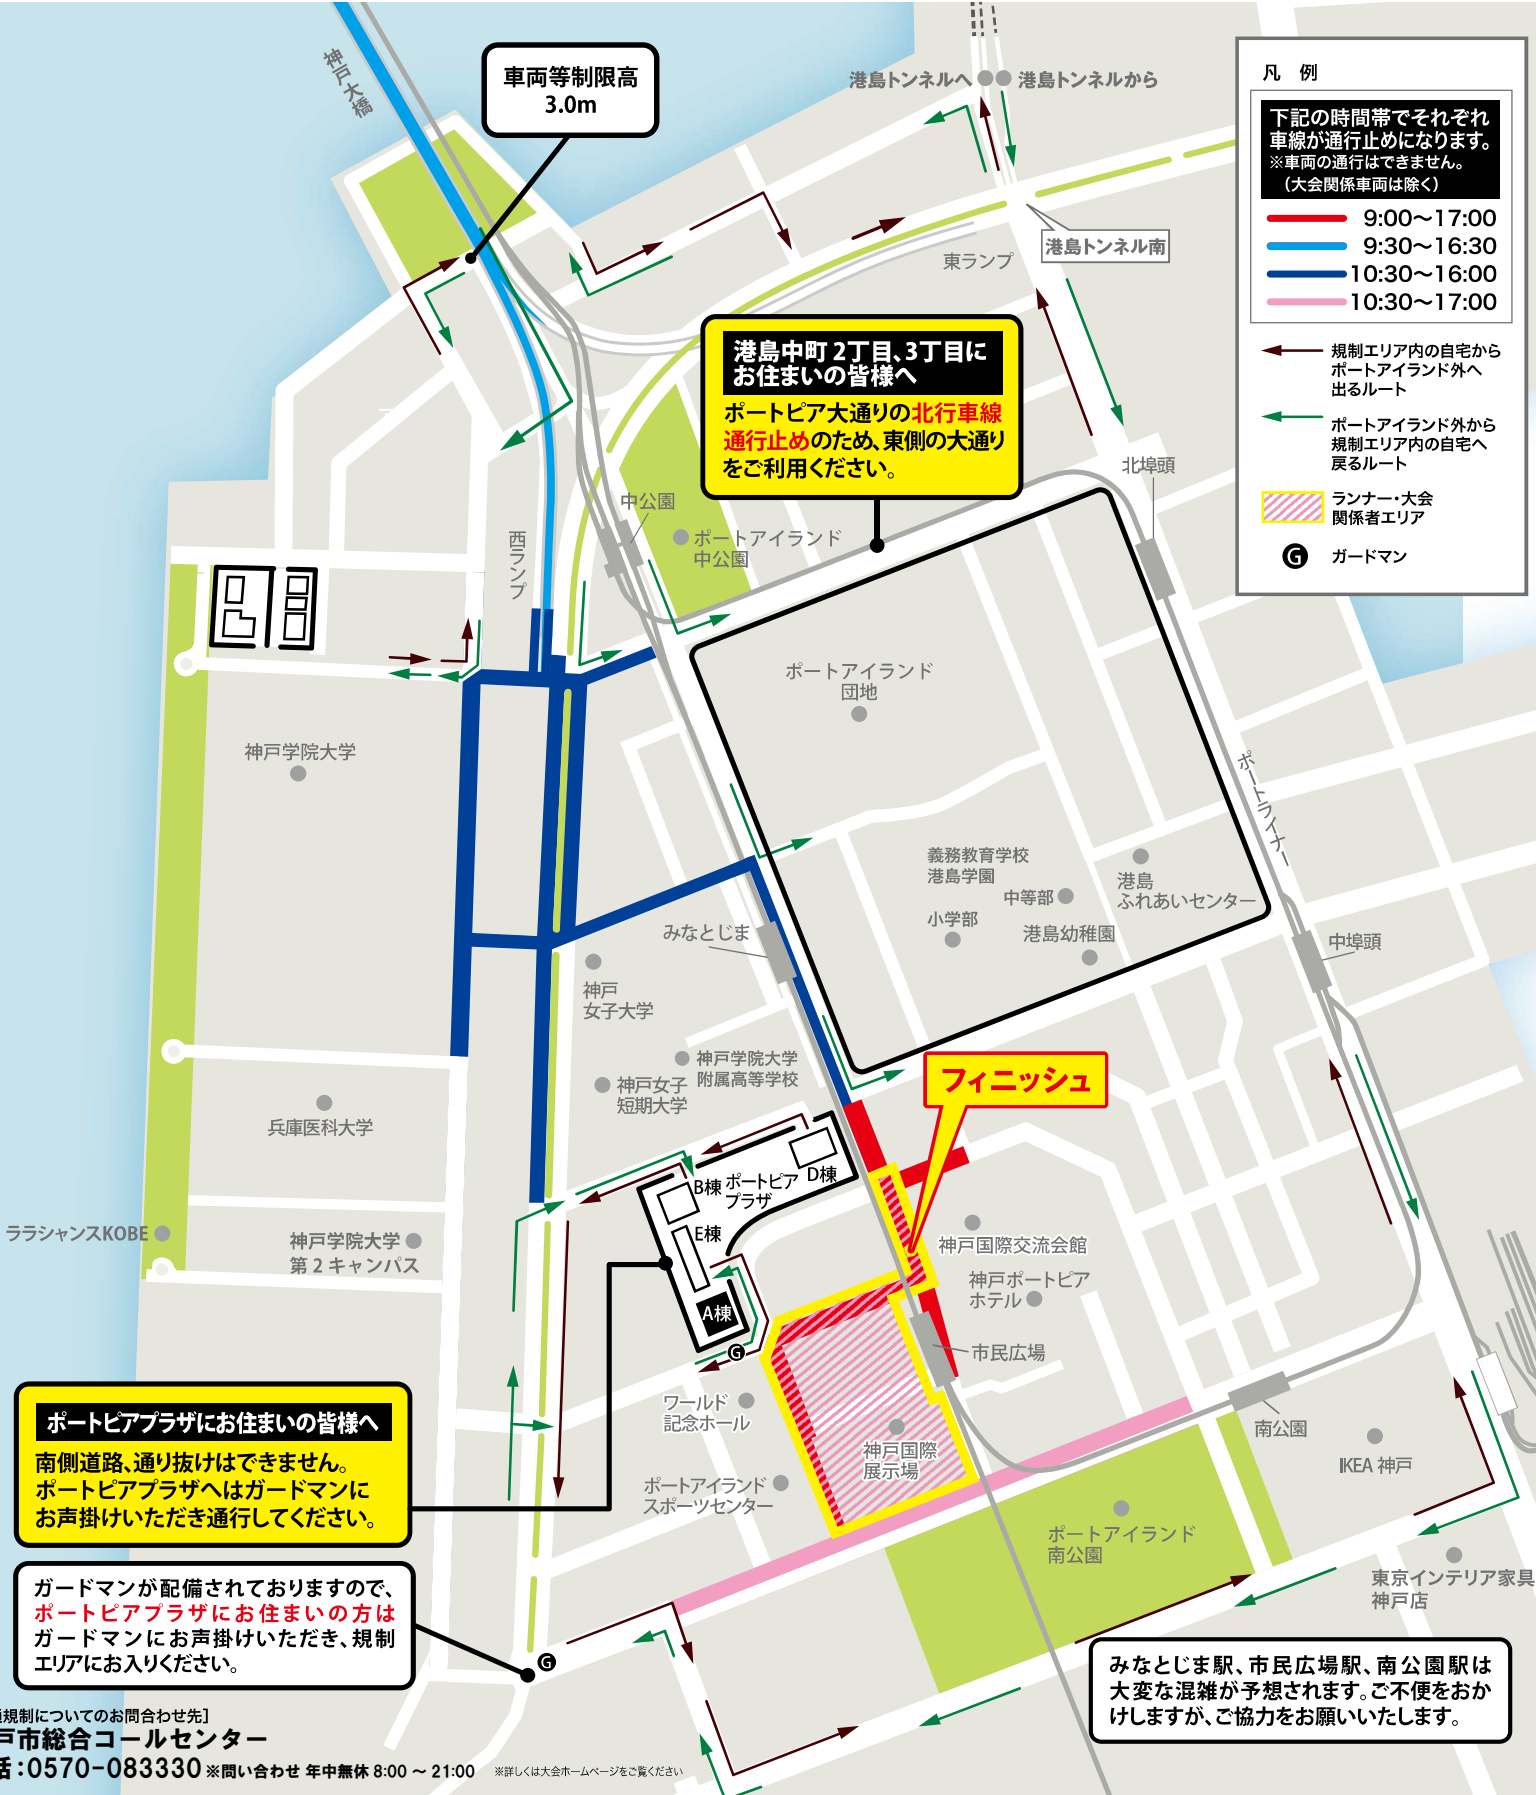 神戸大橋
車両等制限高
3.0m
港島トンネルへ
港島トンネルから
港島トンネル南
東ランプ
凡 例
下記の時間帯でそれぞれ
車線が通行止めになります。
※車両の通行はできません。
（大会関係車両は除く）
9:00〜17:00
9:30〜16:30
10:30〜16:00
10:30〜17:00
規制エリア内の自宅から
ポートアイランド外へ
出るルート
ポートアイランド外から
規制エリア内の自宅へ
戻るルート
ランナー・大会
関係者エリア
G ガードマン
港島中町 2丁目、3丁目に
お住まいの皆様へ
ポートピア大通りの北行車線
通行止めのため、東側の大通り
をご利用ください。
北埠頭
中公園
ポートアイランド
中公園
西ランプ
ポートアイランド
団地
神戸学院大学
ポートライナー
義務教育学校
港島学園
中等部
小学部
港島
ふれあいセンター
港島幼稚園
みなとじま
中埠頭
神戸
女子大学
神戸学院大学
附属高等学校
神戸女子
短期大学
フィニッシュ
兵庫医科大学
D棟
B棟
ポートピア
プラザ
E棟
A棟
G
ララシャンスKOBE
神戸学院大学
第2キャンパス
神戸国際交流会館
神戸ポートピア
ホテル
市民広場
ワールド
記念ホール
神戸国際
展示場
南公園
IKEA 神戸
ポートアイランド
スポーツセンター
ポートアイランド
南公園
東京インテリア家具
神戸店
ポートピアプラザにお住まいの皆様へ
南側道路、通り抜けはできません。
ポートピアプラザへはガードマンに
お声掛けいただき通行してください。
ガードマンが配備されておりますので、
ポートピアプラザにお住まいの方は
ガードマンにお声掛けいただき、規制
エリアにお入りください。
G
みなとじま駅、市民広場駅、南公園駅は
大変な混雑が予想されます。ご不便をおか
けしますが、ご協力をお願いいたします。
規制についてのお問合わせ先］
戸市総合コールセンター
話：0570-083330 ※問い合わせ 年中無休 8:00 〜 21:00
※詳しくは大会ホームページをご覧ください